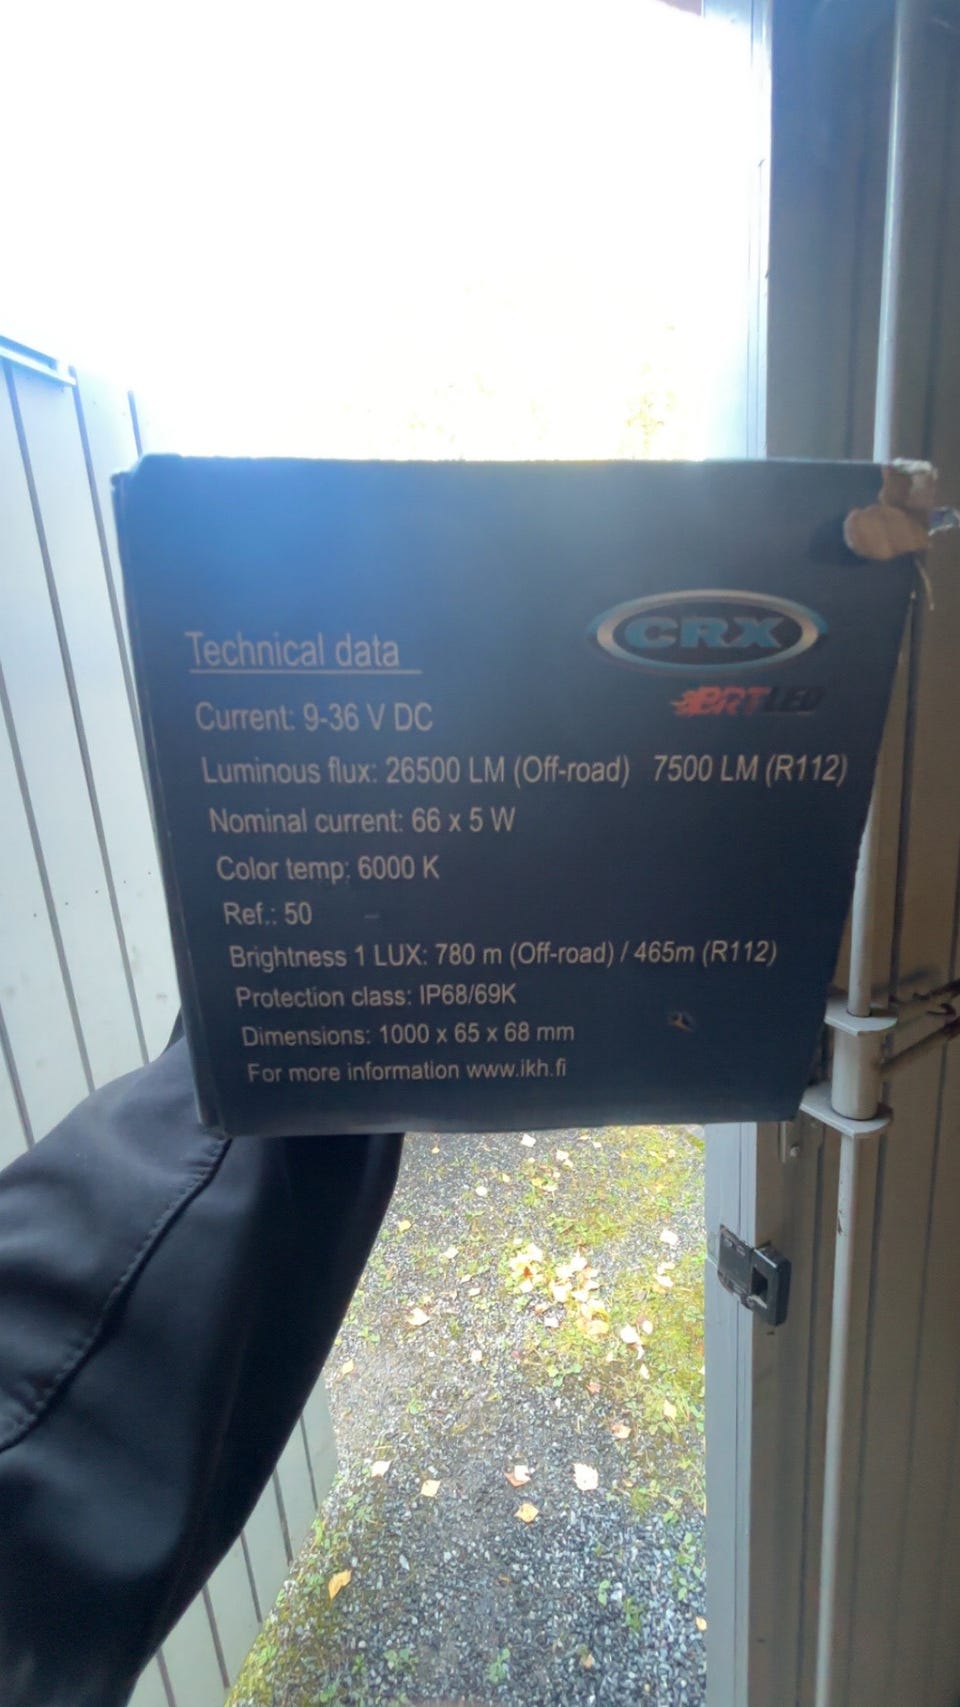 CRX
BRTLED
Technical data
Current: 9-36 V DC
Luminous flux: 26500 LM (Off-road) 7500 LM (R112)
Nominal current: 66 x 5 W
Color temp: 6000 K
Ref.: 50
Brightness 1 LUX: 780 m (Off-road) / 465m (R112)
Protection class: IP68/69K
Dimensions: 1000 x 65 x 68 mm
For more information www.ikh.fi